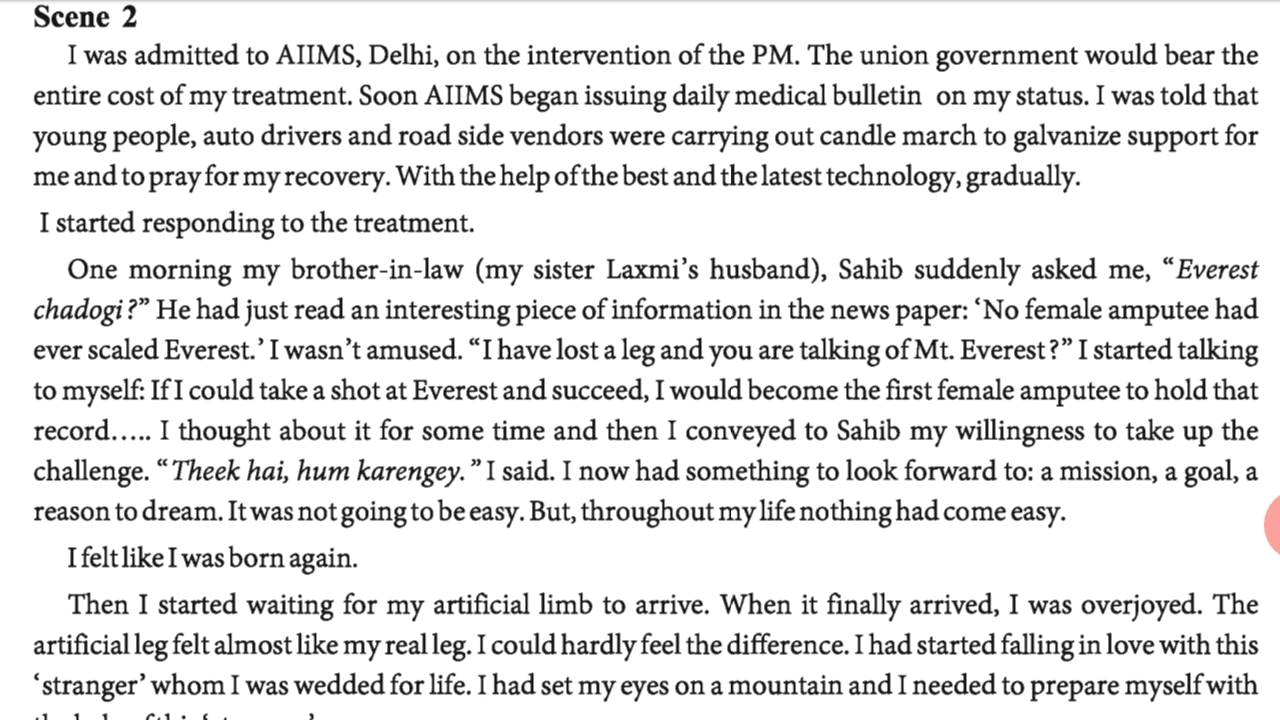 Scene 2
I was admitted to AIIMS, Delhi, on the intervention of the PM. The union government would bear the
entire cost of my treatment. Soon AIIMS began issuing daily medical bulletin on my status. I was told that
young people, auto drivers and road side vendors were carrying out candle march to galvanize support for
me and to pray for my recovery. With the help of the best and the latest technology, gradually.
I started responding to the treatment.
One morning my brother-in-law (my sister Laxmi’s husband), Sahib suddenly asked me, “Everest
chadogi?” He had just read an interesting piece of information in the news paper: ‘No female amputee had
ever scaled Everest.’ I wasn’t amused. “I have lost a leg and you are talking of Mt. Everest?” I started talking
to myself: If I could take a shot at Everest and succeed, I would become the first female amputee to hold that
record….. I thought about it for some time and then I conveyed to Sahib my willingness to take up the
challenge. “Theek hai, hum karengey.” I said. I now had something to look forward to: a mission, a goal, a
reason to dream. It was not going to be easy. But, throughout my life nothing had come easy.
I felt like I was born again.
Then I started waiting for my artificial limb to arrive. When it finally arrived, I was overjoyed. The
artificial leg felt almost like my real leg. I could hardly feel the difference. I had started falling in love with this
‘stranger’ whom I was wedded for life. I had set my eyes on a mountain and I needed to prepare myself with